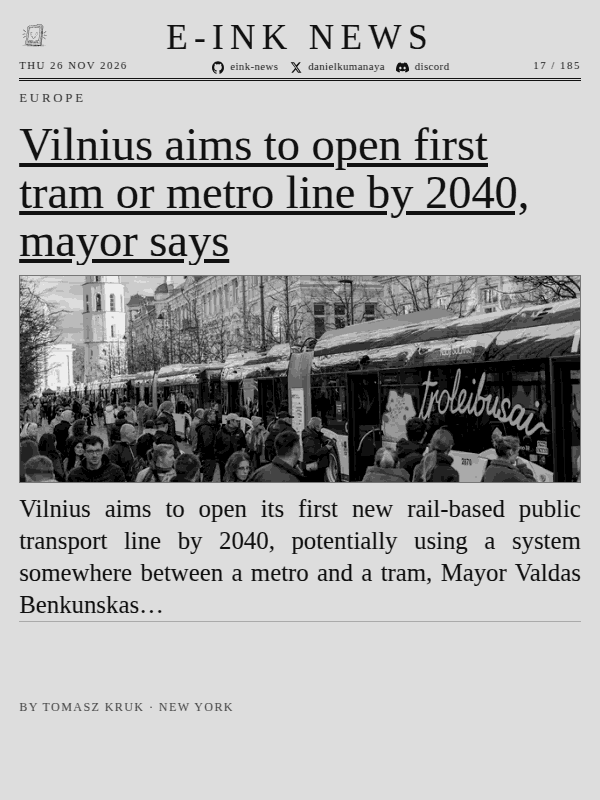 E-INK NEWS
THU 26 NOV 2026
eink-news
danielkumanaya
discord
17 / 185
EUROPE
Vilnius aims to open first
tram or metro line by 2040,
mayor says
troleibusai
2070
Vilnius aims to open its first new rail-based public
transport line by 2040, potentially using a system
somewhere between a metro and a tram, Mayor Valdas
Benkunskas…
BY TOMASZ KRUK · NEW YORK